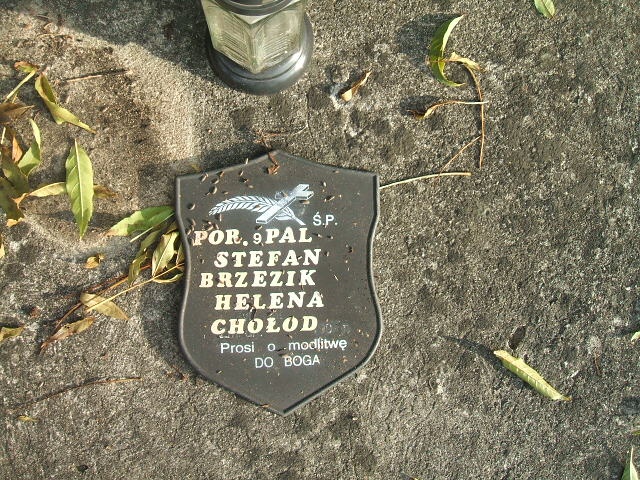 Ś.P.
POR. 9 PAL
STEFAN
BRZEZIK
HELENA
CHOŁOD
Prosi o modlitwę
DO BOGA